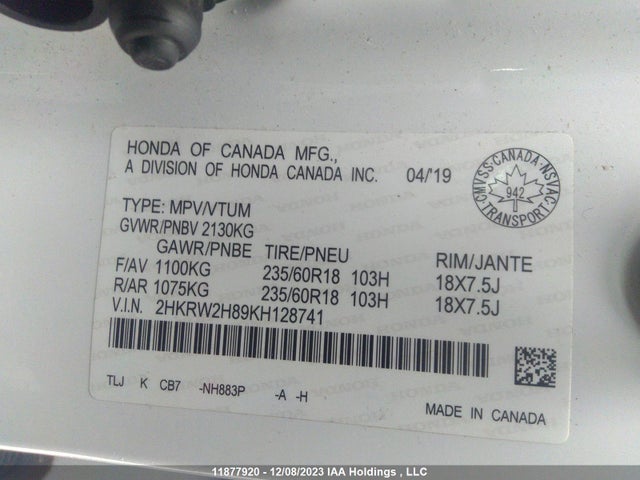 HONDA OF CANADA MFG.,
A DIVISION OF HONDA CANADA INC. 04/'19
CMVSS·CANADA·NSVAC
942
TRANSPORT
TYPE: MPV/VTUM
GVWR/PNBV 2130KG
GAWR/PNBE TIRE/PNEU RIM/JANTE
F/AV 1100KG 235/60R18 103H 18X7.5J
R/AR 1075KG 235/60R18 103H 18X7.5J
V.I.N. 2HKRW2H89KH128741
TLJ K CB7 -NH883P -A -H
MADE IN CANADA
11877920 - 12/08/2023 IAA Holdings , LLC